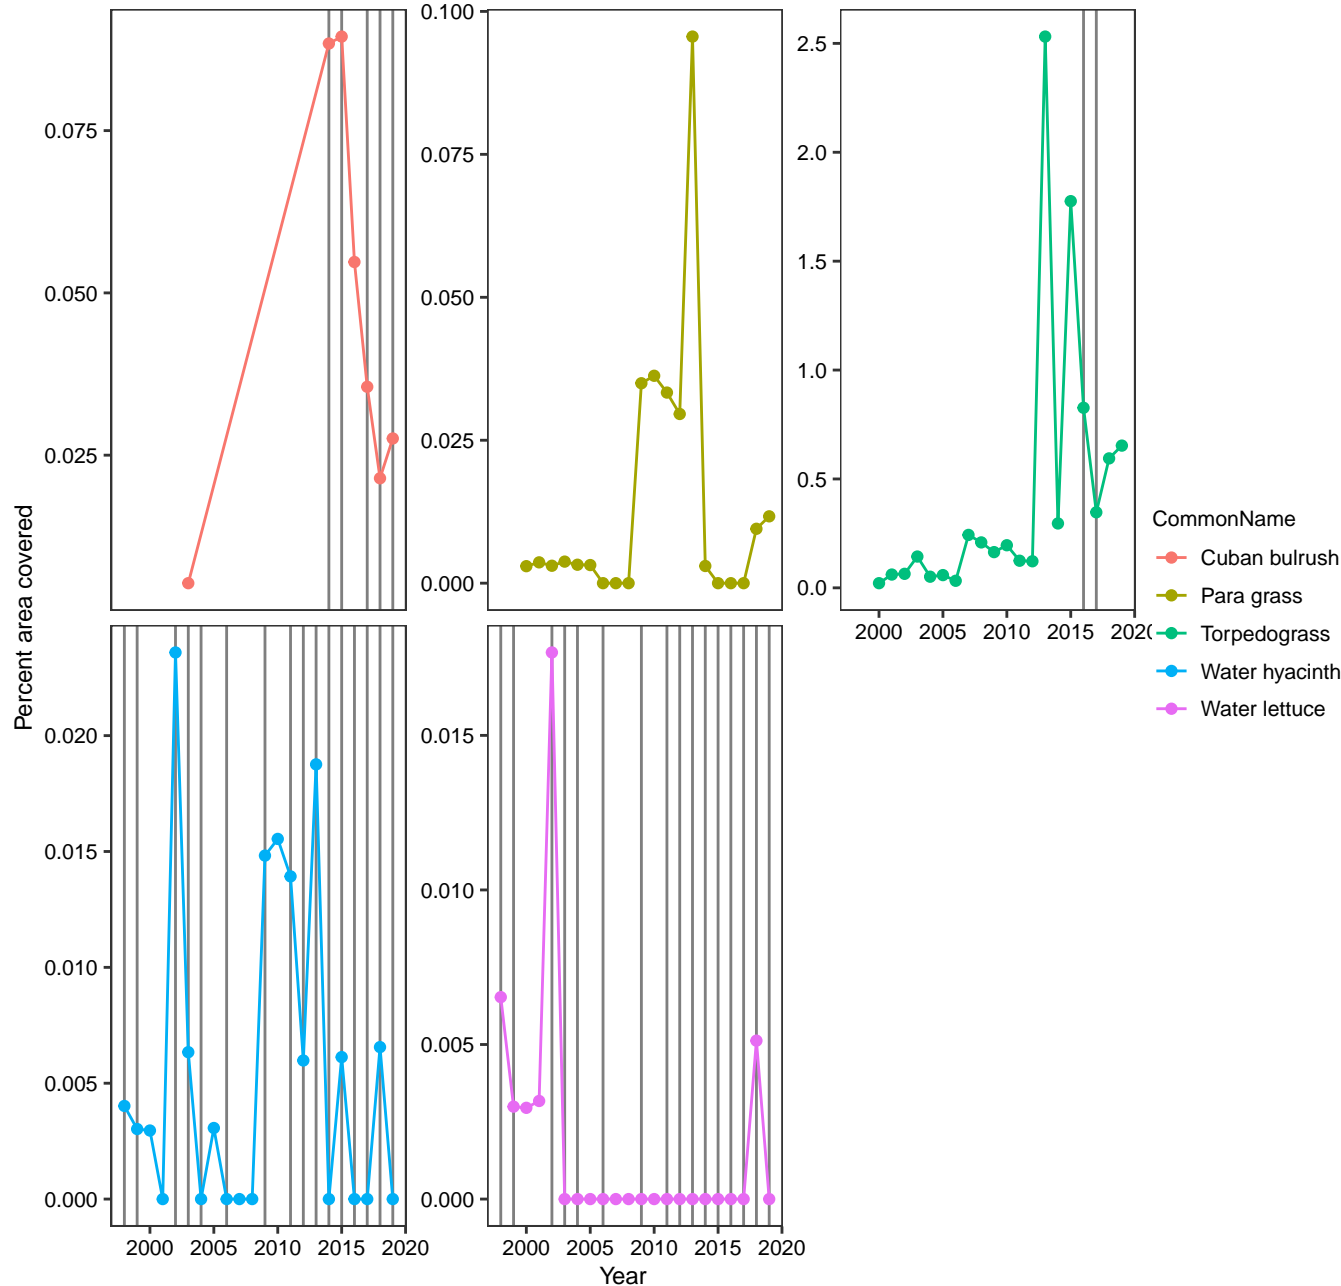 0.075
0.050
0.025
0.100
0.075
0.050
0.025
0.000
2.5
2.0
1.5
1.0
0.5
0.0
2000 2005 2010 2015 2020
Percent area covered
CommonName
Cuban bulrush
Para grass
Torpedograss
Water hyacinth
Water lettuce
0.020
0.015
0.010
0.005
0.000
2000 2005 2010 2015 2020
0.015
0.010
0.005
0.000
2000 2005 2010 2015 2020
Year